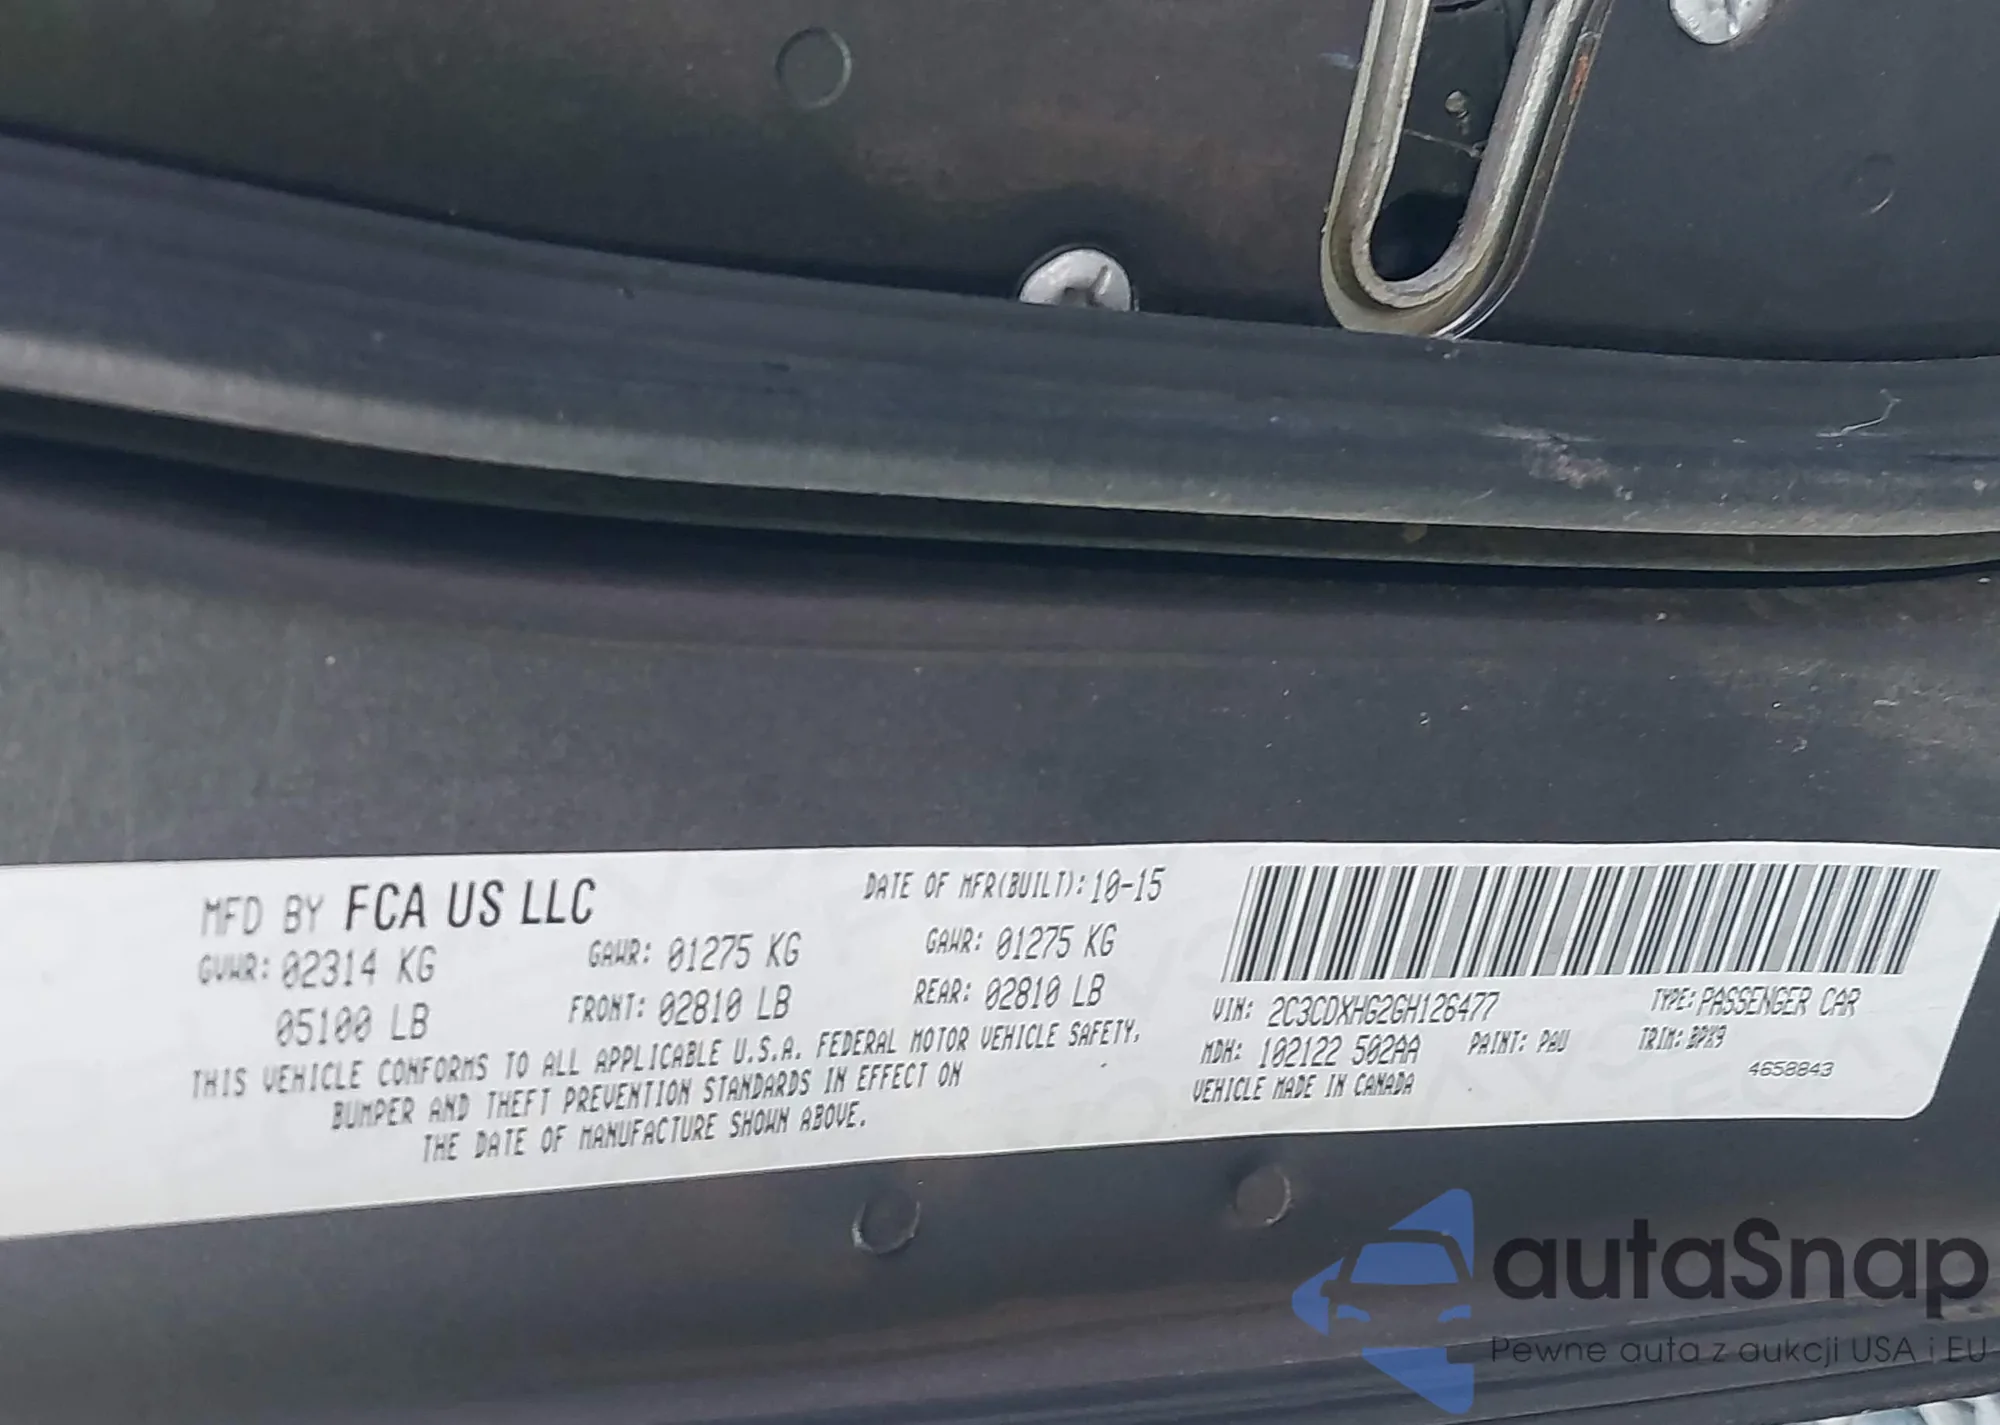 MFD BY FCA US LLC
DATE OF MFR(BUILT): 10-15
GVWR: 02314 KG
GAWR: 01275 KG
GAWR: 01275 KG
05100 LB
FRONT: 02810 LB
REAR: 02810 LB
THIS VEHICLE CONFORMS TO ALL APPLICABLE U.S.A. FEDERAL MOTOR VEHICLE SAFETY,
BUMPER AND THEFT PREVENTION STANDARDS IN EFFECT ON
THE DATE OF MANUFACTURE SHOWN ABOVE.
VIN: 2C3CDXHG2GH126477
TYPE: PASSENGER CAR
MDH: 102122 502AA
PAINT: PAU
TRIM: BPX9
VEHICLE MADE IN CANADA
4658843
autaSnap
Pewne auta z aukcji USA i EU